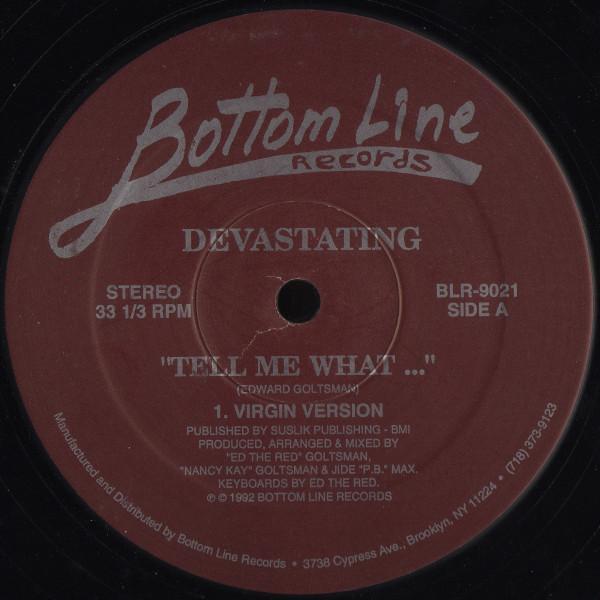 Bottom Line
Records
DEVASTATING
STEREO
33 1/3 RPM
BLR-9021
SIDE A
"TELL ME WHAT ..."
(EDWARD GOLTSMAN)
1. VIRGIN VERSION
PUBLISHED BY SUSLIK PUBLISHING - BMI
PRODUCED, ARRANGED & MIXED BY
"ED THE RED" GOLTSMAN,
"NANCY KAY" GOLTSMAN & JIDE "P.B." MAX.
KEYBOARDS BY ED THE RED.
℗ © 1992 BOTTOM LINE RECORDS
Manufactured and Distributed by Bottom Line Records • 3738 Cypress Ave., Brooklyn, NY 11224 • (718) 373-9123